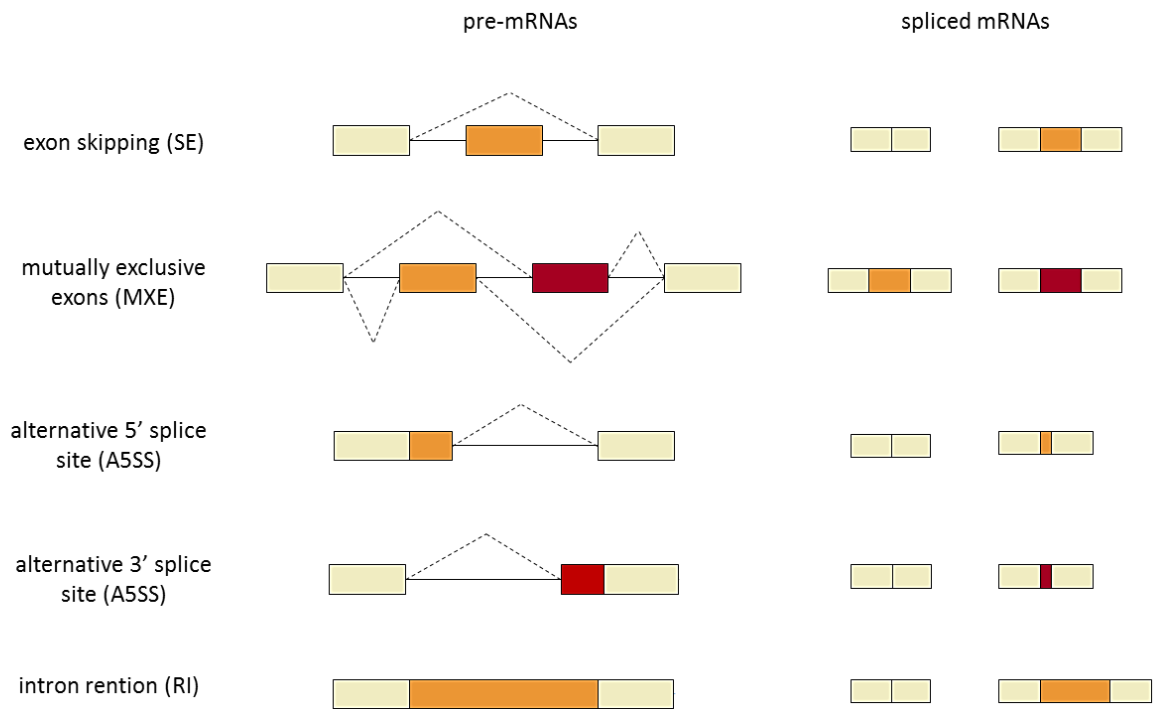 pre-mRNAs
spliced mRNAs
exon skipping (SE)
mutually exclusive
exons (MXE)
alternative 5’ splice
site (A5SS)
alternative 3’ splice
site (A5SS)
intron rention (RI)